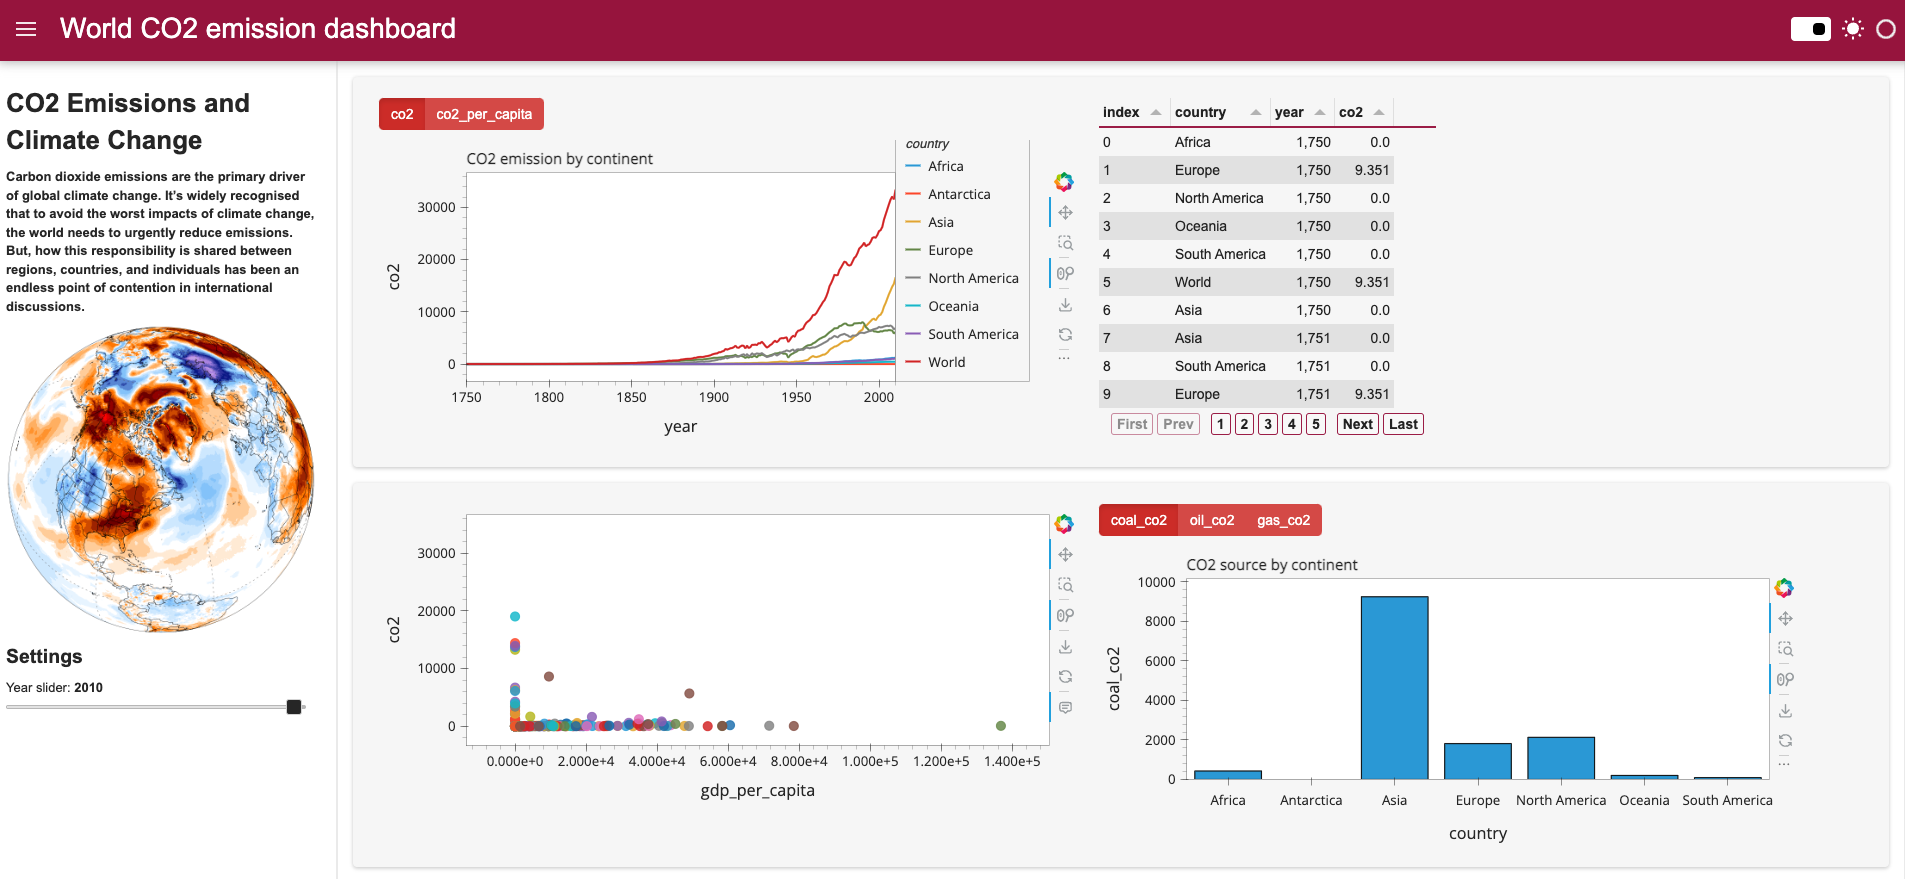 World CO2 emission dashboard
CO2 Emissions and
Climate Change
Carbon dioxide emissions are the primary driver
of global climate change. It's widely recognised
that to avoid the worst impacts of climate change,
the world needs to urgently reduce emissions.
But, how this responsibility is shared between
regions, countries, and individuals has been an
endless point of contention in international
discussions.
Settings
Year slider: 2010
co2 co2_per_capita
CO2 emission by continent
co2
30000
20000
10000
0
1750 1800 1850 1900 1950 2000
year
country
Africa
Antarctica
Asia
Europe
North America
Oceania
South America
World
index country year co2
0 Africa 1,750 0.0
1 Europe 1,750 9.351
2 North America 1,750 0.0
3 Oceania 1,750 0.0
4 South America 1,750 0.0
5 World 1,750 9.351
6 Asia 1,750 0.0
7 Asia 1,751 0.0
8 South America 1,751 0.0
9 Europe 1,751 9.351
First Prev 1 2 3 4 5 Next Last
co2
30000
20000
10000
0
0.000e+0 2.000e+4 4.000e+4 6.000e+4 8.000e+4 1.000e+5 1.200e+5 1.400e+5
gdp_per_capita
coal_co2 oil_co2 gas_co2
CO2 source by continent
coal_co2
10000
8000
6000
4000
2000
0
Africa Antarctica Asia Europe North America Oceania South America
country